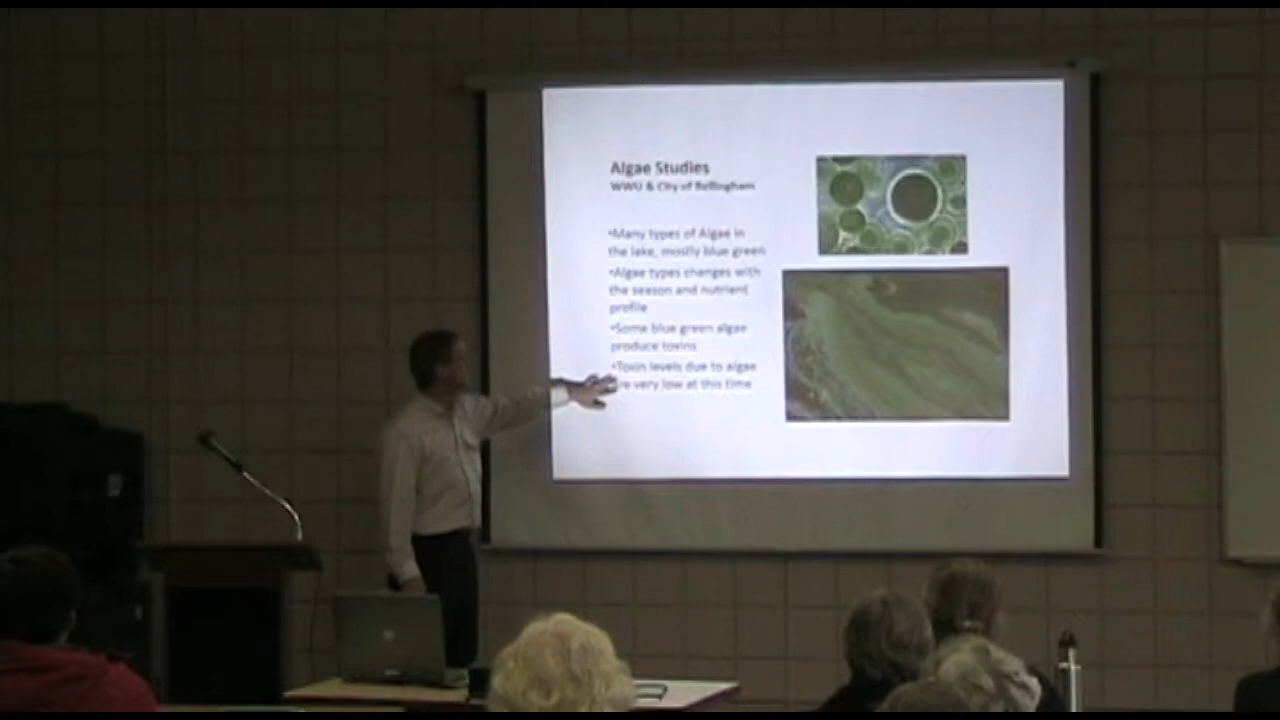 Algae Studies
WWU & City of Bellingham
•Many types of Algae in
the lake, mostly blue green
•Algae types changes with
the season and nutrient
profile
•Some blue green algae
produce toxins
•Toxin levels due to algae
are very low at this time